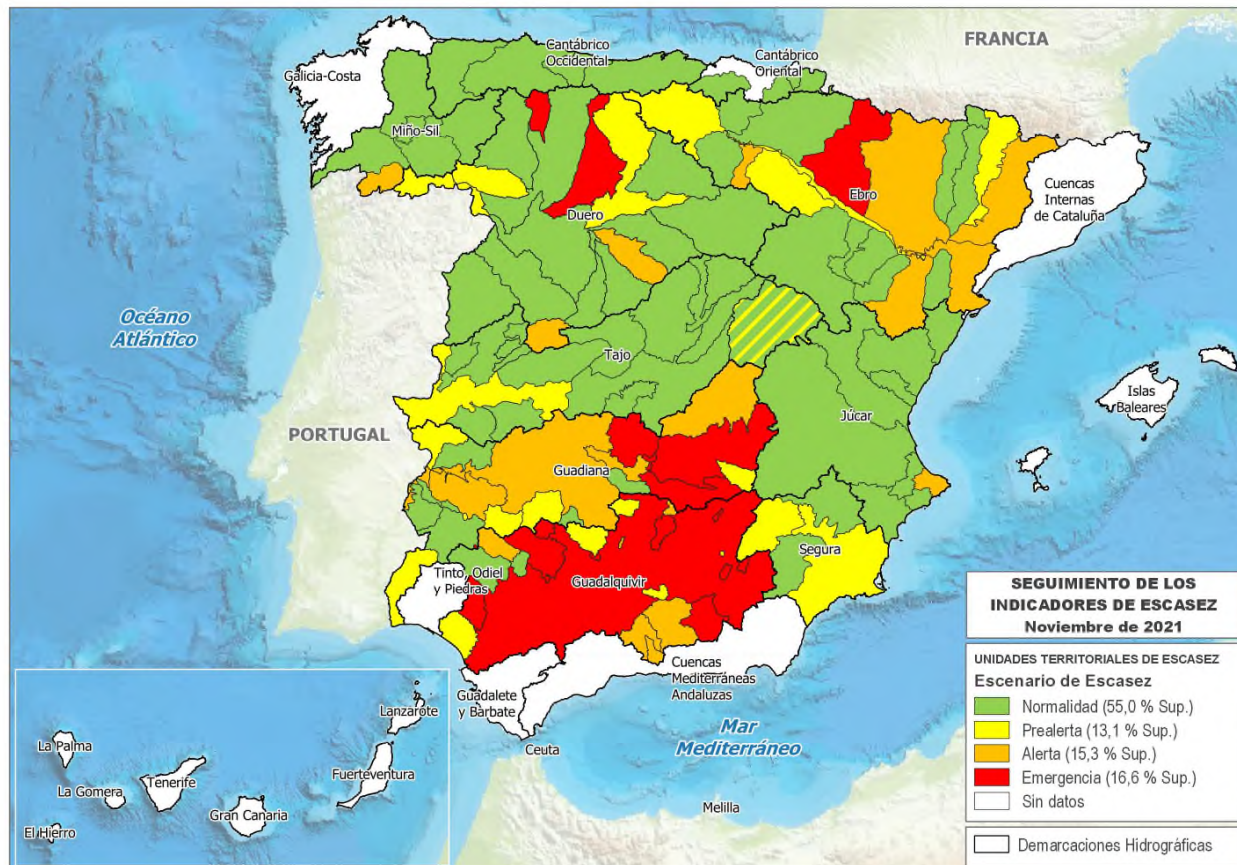 FRANCIA
Cantábrico
Occidental
Cantábrico
Oriental
Galicia-Costa
Miño-Sil
Ebro
Cuencas
Internas
de Cataluña
Duero
Océano
Atlántico
Tajo
Islas
Baleares
Júcar
PORTUGAL
Guadiana
Segura
Tinto, Odiel
y Piedras
Guadalquivir
Cuencas
Mediterráneas
Andaluzas
Guadalete
y Barbate
Mar
Mediterráneo
Ceuta
Melilla
Lanzarote
La Palma
Fuerteventura
Tenerife
La Gomera
Gran Canaria
El Hierro
SEGUIMIENTO DE LOS
INDICADORES DE ESCASEZ
Noviembre de 2021
UNIDADES TERRITORIALES DE ESCASEZ
Escenario de Escasez
Normalidad (55,0 % Sup.)
Prealerta (13,1 % Sup.)
Alerta (15,3 % Sup.)
Emergencia (16,6 % Sup.)
Sin datos
Demarcaciones Hidrográficas